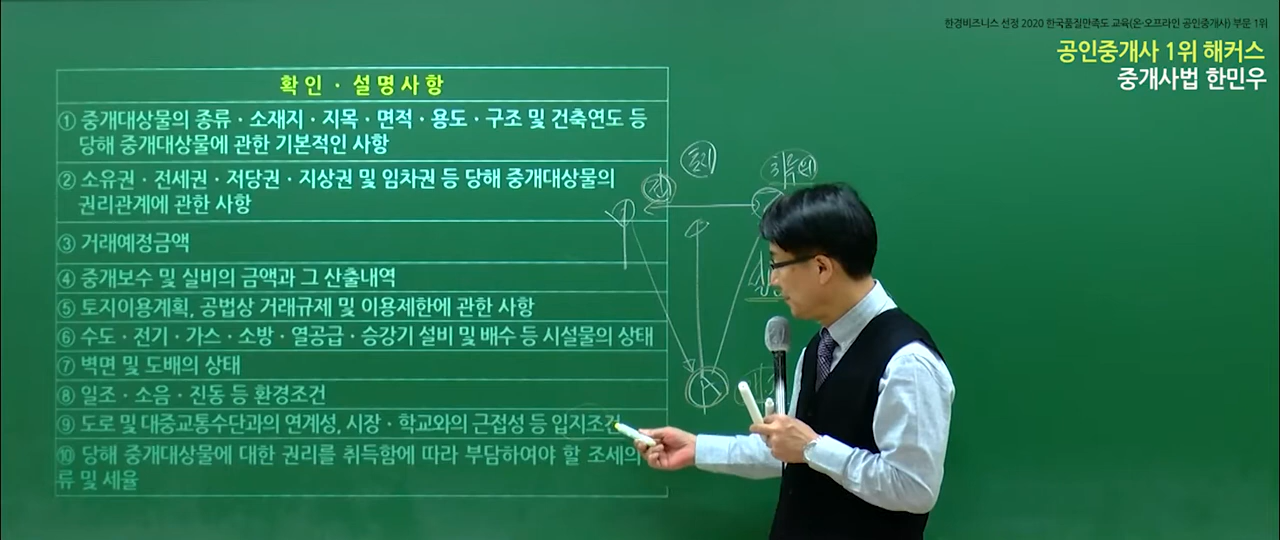 한경비즈니스 선정 2020 한국품질만족도 교육(온·오프라인 공인중개사) 부문 1위
공인중개사 1위 해커스
중개사법 한민우
확인 · 설명사항
① 중개대상물의 종류 · 소재지 · 지목 · 면적 · 용도 · 구조 및 건축연도 등
당해 중개대상물에 관한 기본적인 사항
② 소유권 · 전세권 · 저당권 · 지상권 및 임차권 등 당해 중개대상물의
권리관계에 관한 사항
③ 거래예정금액
④ 중개보수 및 실비의 금액과 그 산출내역
⑤ 토지이용계획, 공법상 거래규제 및 이용제한에 관한 사항
⑥ 수도 · 전기 · 가스 · 소방 · 열공급 · 승강기 설비 및 배수 등 시설물의 상태
⑦ 벽면 및 도배의 상태
⑧ 일조 · 소음 · 진동 등 환경조건
⑨ 도로 및 대중교통수단과의 연계성, 시장 · 학교와의 근접성 등 입지조건
⑩ 당해 중개대상물에 대한 권리를 취득함에 따라 부담하여야 할 조세의
류 및 세율
A